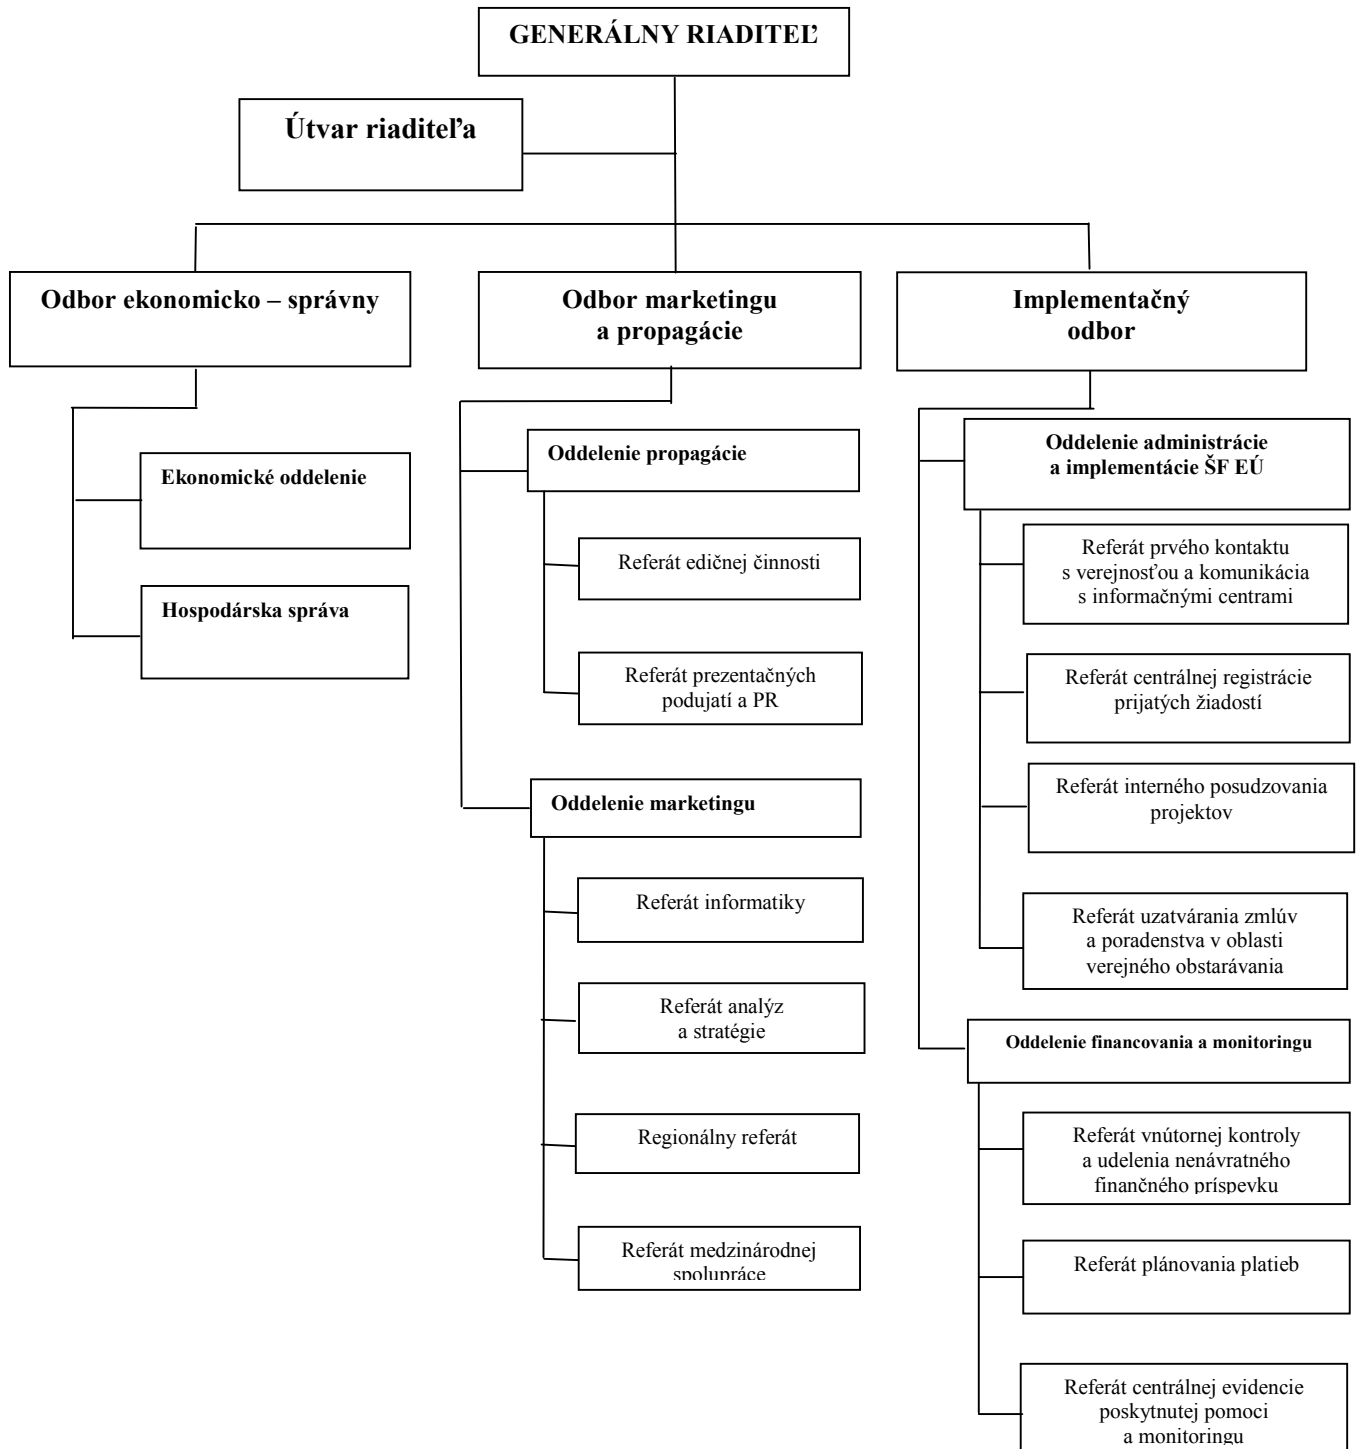 GENERÁLNY RIADITEĽ
Útvar riaditeľa
Odbor ekonomicko – správny
Ekonomické oddelenie
Hospodárska správa
Odbor marketingu
a propagácie
Oddelenie propagácie
Referát edičnej činnosti
Referát prezentačných
podujatí a PR
Oddelenie marketingu
Referát informatiky
Referát analýz
a stratégie
Regionálny referát
Referát medzinárodnej
spolupráce
Implementačný
odbor
Oddelenie administrácie
a implementácie ŠF EÚ
Referát prvého kontaktu
s verejnosťou a komunikácia
s informačnými centrami
Referát centrálnej registrácie
prijatých žiadostí
Referát interného posudzovania
projektov
Referát uzatvárania zmlúv
a poradenstva v oblasti
verejného obstarávania
Oddelenie financovania a monitoringu
Referát vnútornej kontroly
a udelenia nenávratného
finančného príspevku
Referát plánovania platieb
Referát centrálnej evidencie
poskytnutej pomoci
a monitoringu